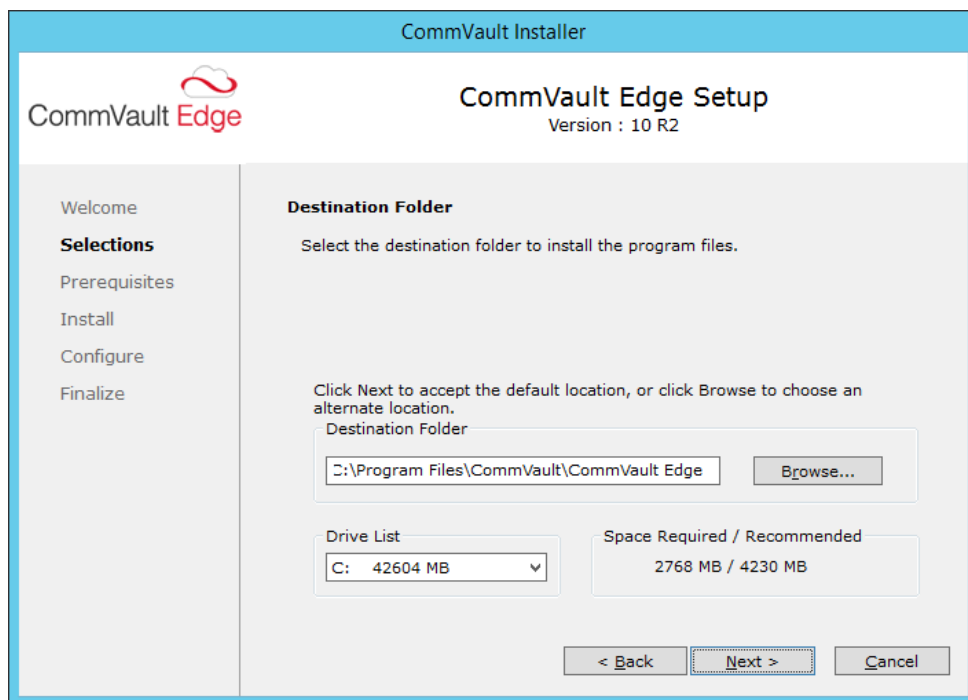 CommVault Installer
CommVault Edge
CommVault Edge Setup
Version : 10 R2
Welcome
Selections
Prerequisites
Install
Configure
Finalize
Destination Folder
Select the destination folder to install the program files.
Click Next to accept the default location, or click Browse to choose an
alternate location.
Destination Folder
C:\Program Files\CommVault\CommVault Edge
Browse...
Drive List
C: 42604 MB
Space Required / Recommended
2768 MB / 4230 MB
< Back
Next >
Cancel